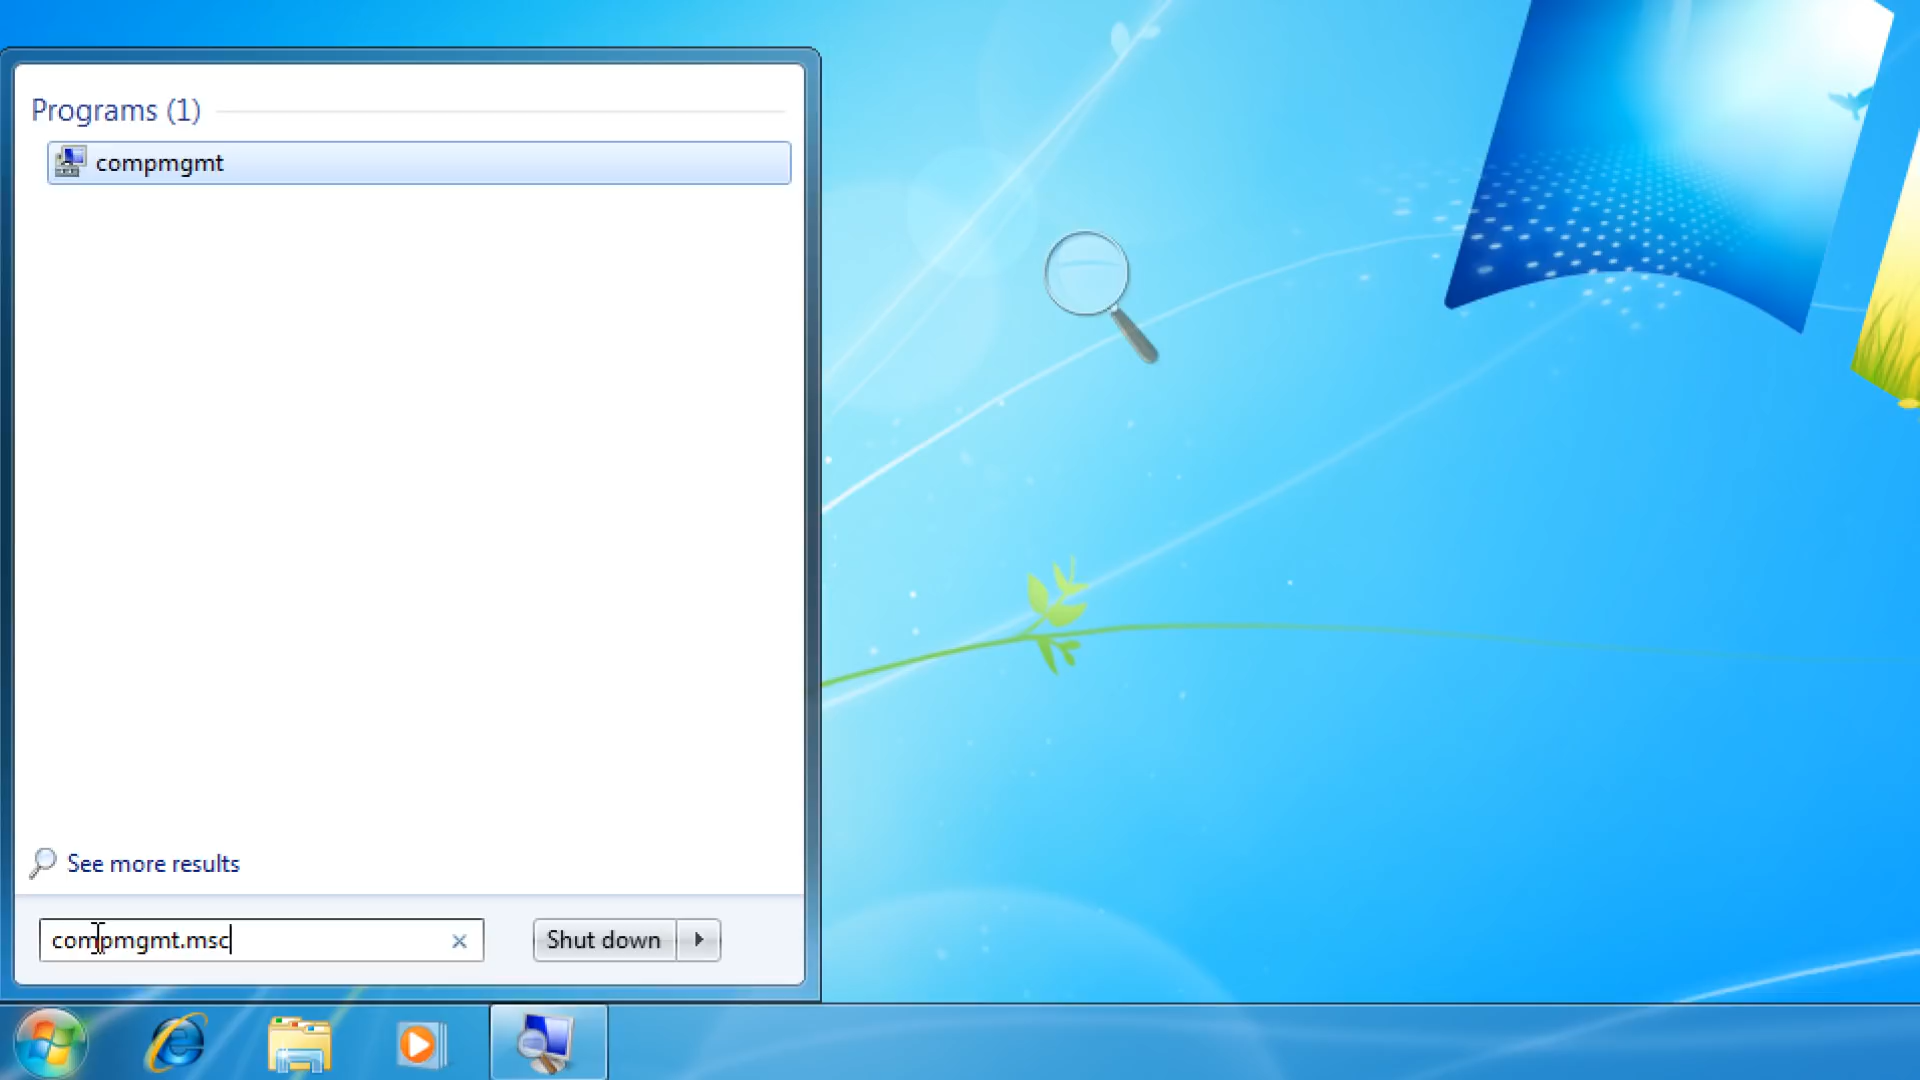 Programs (1)
compmgmt
See more results
compmgmt.msc
Shut down